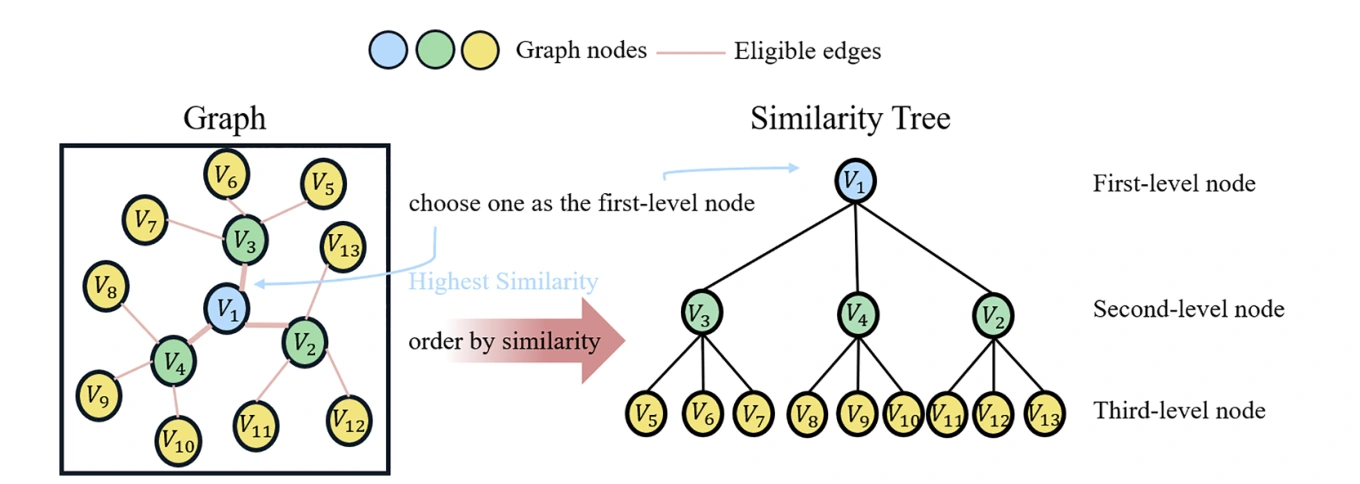 Graph nodes Eligible edges
Graph
Similarity Tree
V6
V5
V7
V3
V13
V8
V1
V2
V4
V9
V10
V11
V12
choose one as the first-level node
Highest Similarity
order by similarity
V1
First-level node
V3 V4 V2
Second-level node
V5 V6 V7 V8 V9 V10 V11 V12 V13
Third-level node